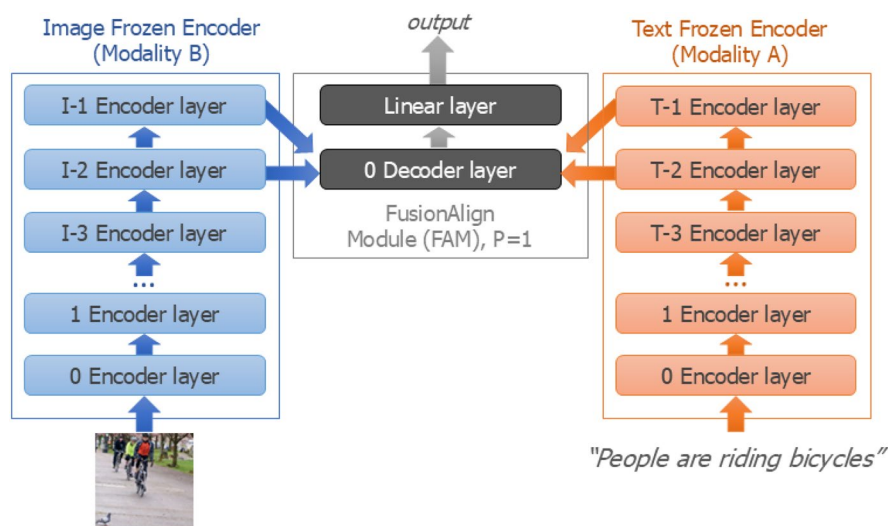 Image Frozen Encoder
(Modality B)
I-1 Encoder layer
I-2 Encoder layer
I-3 Encoder layer
...
1 Encoder layer
0 Encoder layer
output
Linear layer
0 Decoder layer
FusionAlign
Module (FAM), P=1
Text Frozen Encoder
(Modality A)
T-1 Encoder layer
T-2 Encoder layer
T-3 Encoder layer
...
1 Encoder layer
0 Encoder layer
“People are riding bicycles”